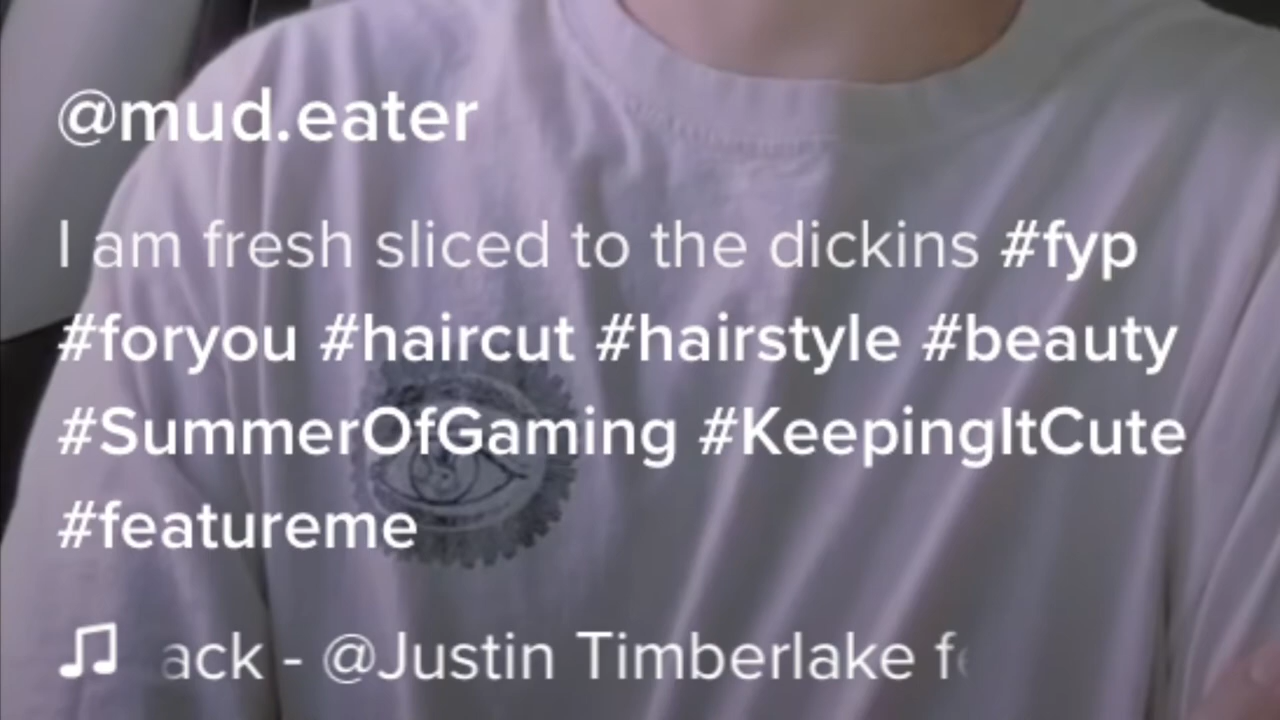 @mud.eater
I am fresh sliced to the dickins #fyp
#foryou #haircut #hairstyle #beauty
#SummerOfGaming #KeepingItCute
#featureme
ack - @Justin Timberlake f